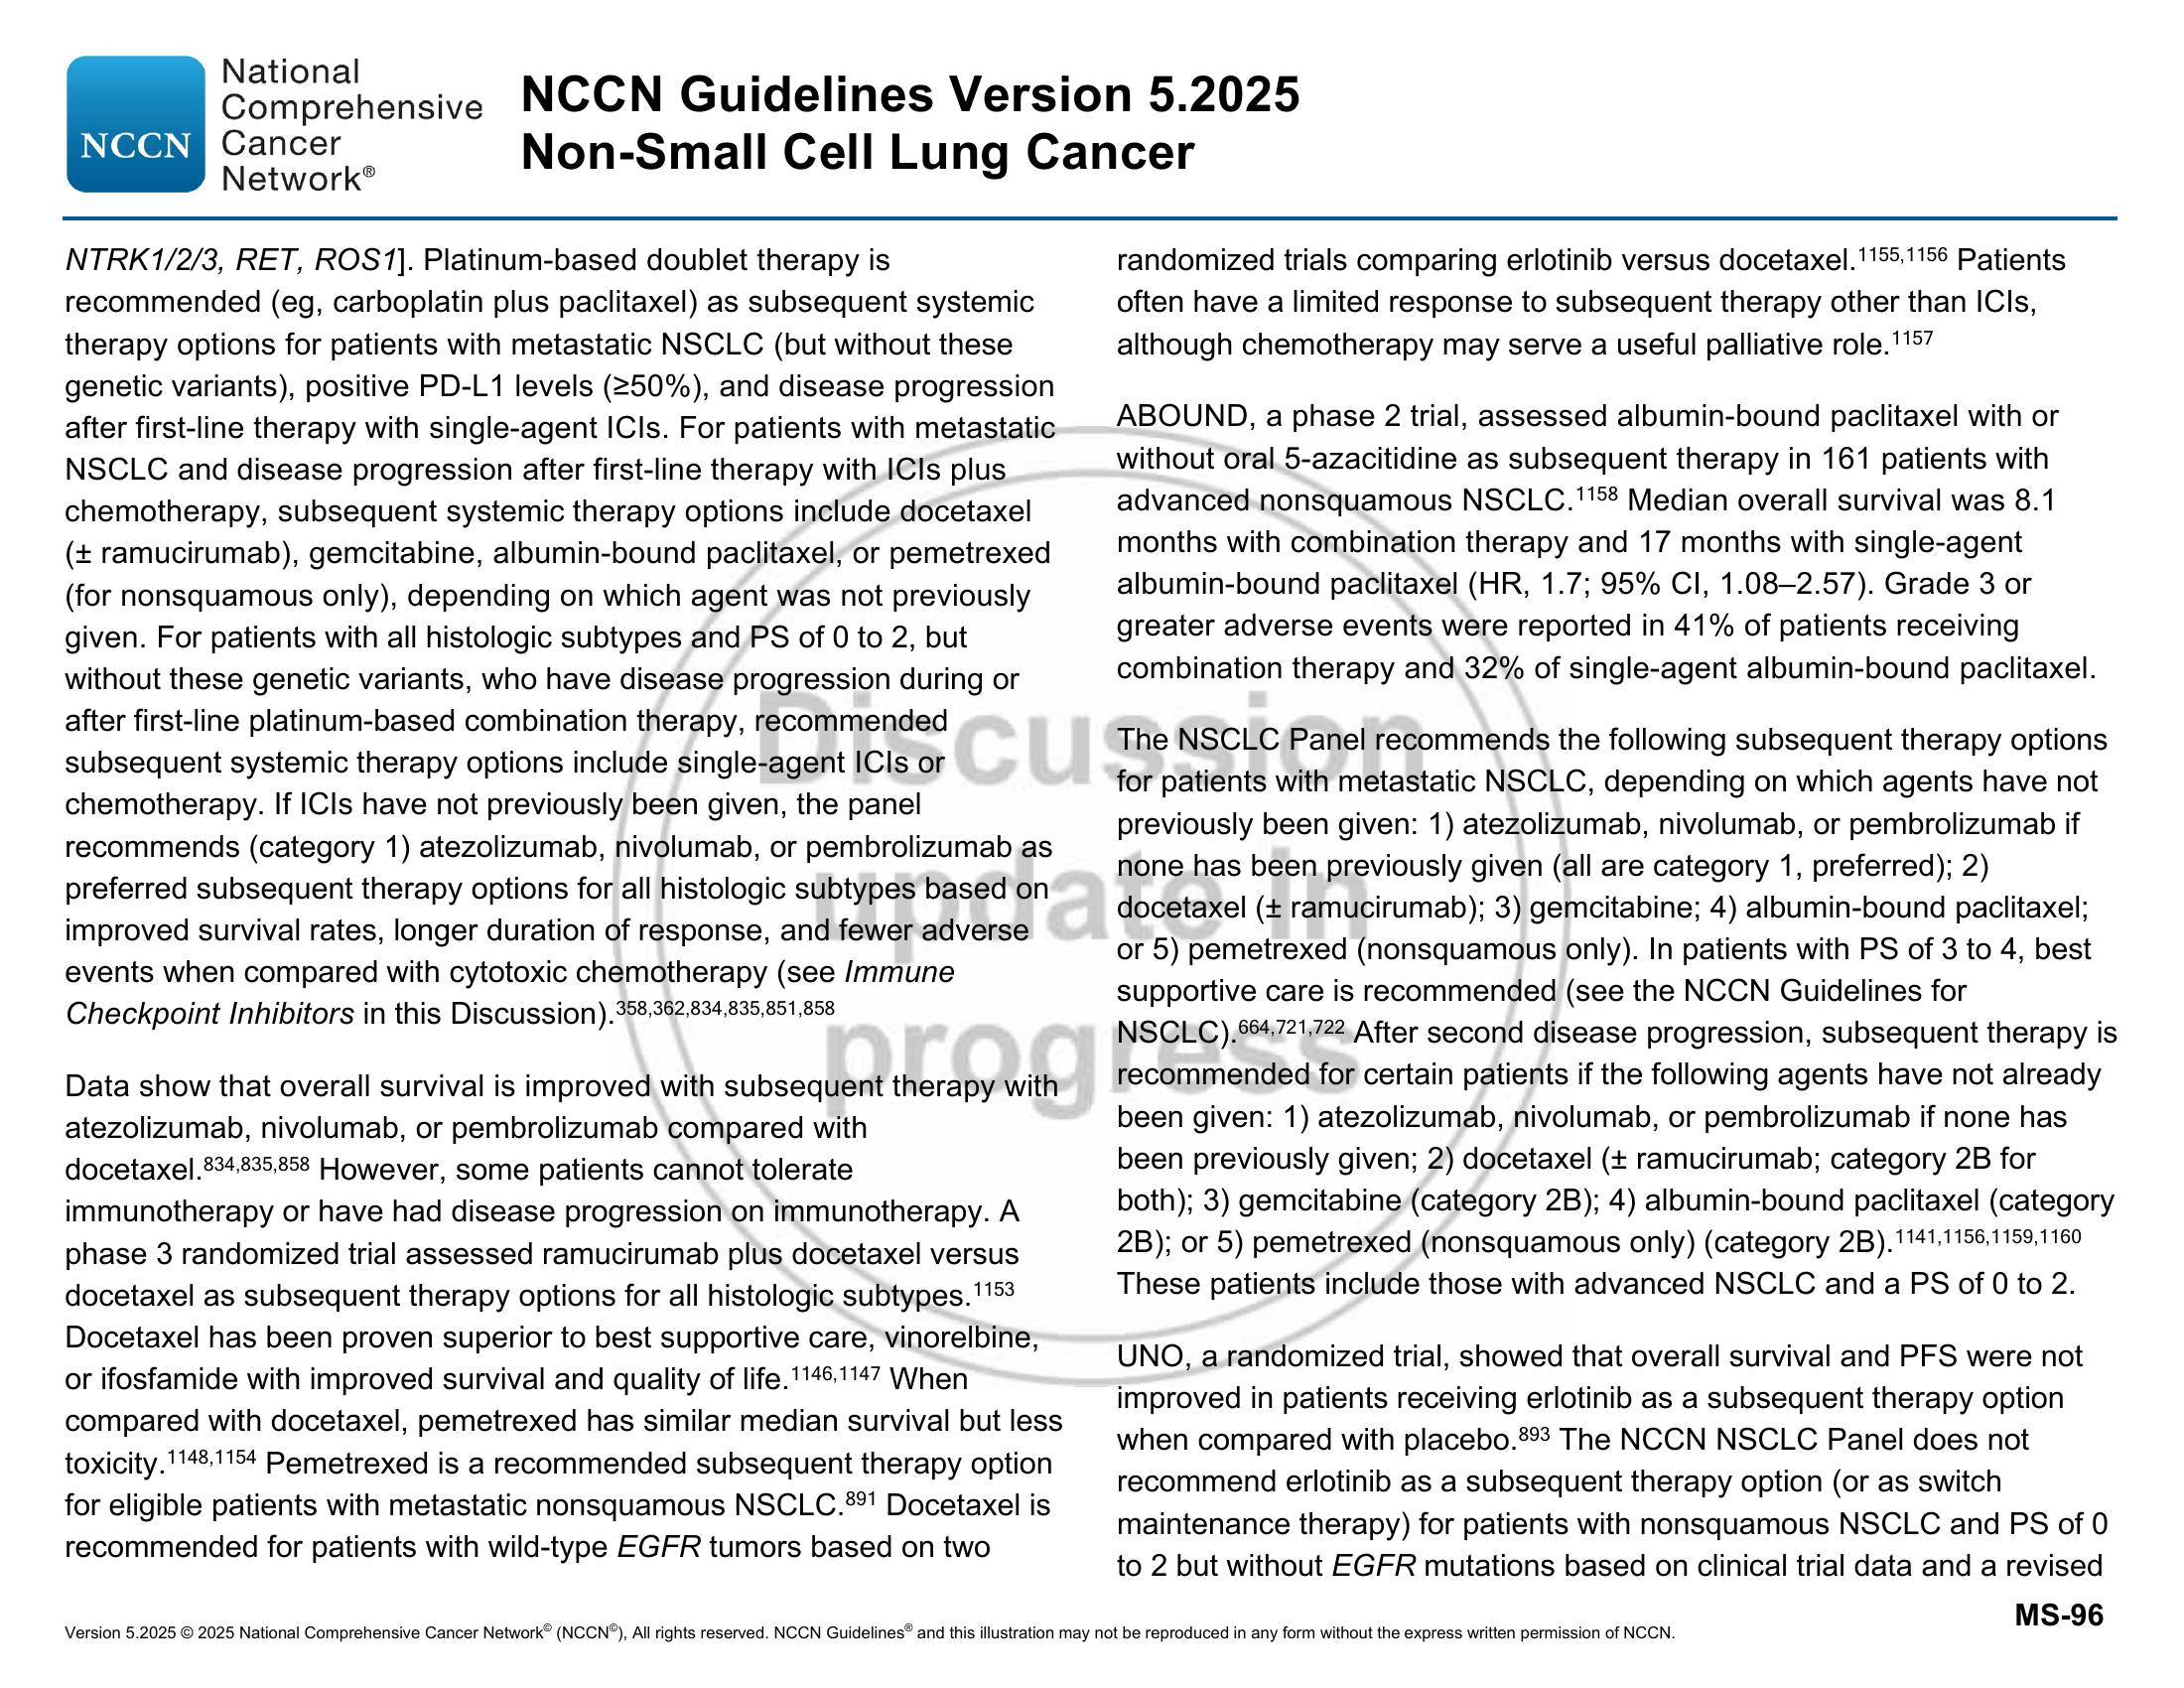 NCCN
National
Comprehensive
Cancer
Network®
NCCN Guidelines Version 5.2025
Non-Small Cell Lung Cancer
NTRK1/2/3, RET, ROS1]. Platinum-based doublet therapy is
recommended (eg, carboplatin plus paclitaxel) as subsequent systemic
therapy options for patients with metastatic NSCLC (but without these
genetic variants), positive PD-L1 levels (≥50%), and disease progression
after first-line therapy with single-agent ICIs. For patients with metastatic
NSCLC and disease progression after first-line therapy with ICIs plus
chemotherapy, subsequent systemic therapy options include docetaxel
(± ramucirumab), gemcitabine, albumin-bound paclitaxel, or pemetrexed
(for nonsquamous only), depending on which agent was not previously
given. For patients with all histologic subtypes and PS of 0 to 2, but
without these genetic variants, who have disease progression during or
after first-line platinum-based combination therapy, recommended
subsequent systemic therapy options include single-agent ICIs or
chemotherapy. If ICIs have not previously been given, the panel
recommends (category 1) atezolizumab, nivolumab, or pembrolizumab as
preferred subsequent therapy options for all histologic subtypes based on
improved survival rates, longer duration of response, and fewer adverse
events when compared with cytotoxic chemotherapy (see Immune
Checkpoint Inhibitors in this Discussion).358,362,834,835,851,858
Data show that overall survival is improved with subsequent therapy with
atezolizumab, nivolumab, or pembrolizumab compared with
docetaxel.834,835,858 However, some patients cannot tolerate
immunotherapy or have had disease progression on immunotherapy. A
phase 3 randomized trial assessed ramucirumab plus docetaxel versus
docetaxel as subsequent therapy options for all histologic subtypes.1153
Docetaxel has been proven superior to best supportive care, vinorelbine,
or ifosfamide with improved survival and quality of life.1146,1147 When
compared with docetaxel, pemetrexed has similar median survival but less
toxicity.1148,1154 Pemetrexed is a recommended subsequent therapy option
for eligible patients with metastatic nonsquamous NSCLC.891 Docetaxel is
recommended for patients with wild-type EGFR tumors based on two
randomized trials comparing erlotinib versus docetaxel.1155,1156 Patients
often have a limited response to subsequent therapy other than ICIs,
although chemotherapy may serve a useful palliative role.1157
ABOUND, a phase 2 trial, assessed albumin-bound paclitaxel with or
without oral 5-azacitidine as subsequent therapy in 161 patients with
advanced nonsquamous NSCLC.1158 Median overall survival was 8.1
months with combination therapy and 17 months with single-agent
albumin-bound paclitaxel (HR, 1.7; 95% CI, 1.08–2.57). Grade 3 or
greater adverse events were reported in 41% of patients receiving
combination therapy and 32% of single-agent albumin-bound paclitaxel.
The NSCLC Panel recommends the following subsequent therapy options
for patients with metastatic NSCLC, depending on which agents have not
previously been given: 1) atezolizumab, nivolumab, or pembrolizumab if
none has been previously given (all are category 1, preferred); 2)
docetaxel (± ramucirumab); 3) gemcitabine; 4) albumin-bound paclitaxel;
or 5) pemetrexed (nonsquamous only). In patients with PS of 3 to 4, best
supportive care is recommended (see the NCCN Guidelines for
NSCLC).664,721,722 After second disease progression, subsequent therapy is
recommended for certain patients if the following agents have not already
been given: 1) atezolizumab, nivolumab, or pembrolizumab if none has
been previously given; 2) docetaxel (± ramucirumab; category 2B for
both); 3) gemcitabine (category 2B); 4) albumin-bound paclitaxel (category
2B); or 5) pemetrexed (nonsquamous only) (category 2B).1141,1156,1159,1160
These patients include those with advanced NSCLC and a PS of 0 to 2.
UNO, a randomized trial, showed that overall survival and PFS were not
improved in patients receiving erlotinib as a subsequent therapy option
when compared with placebo.893 The NCCN NSCLC Panel does not
recommend erlotinib as a subsequent therapy option (or as switch
maintenance therapy) for patients with nonsquamous NSCLC and PS of 0
to 2 but without EGFR mutations based on clinical trial data and a revised
Discussion
update in
progress
MS-96
Version 5.2025 © 2025 National Comprehensive Cancer Network© (NCCN©), All rights reserved. NCCN Guidelines® and this illustration may not be reproduced in any form without the express written permission of NCCN.